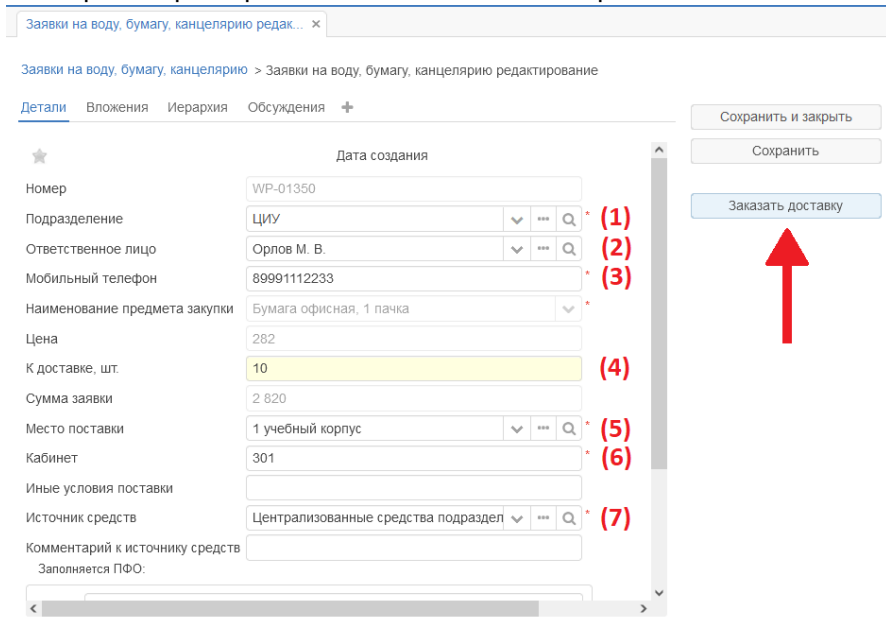 Заявки на воду, бумагу, канцелярию редак... ×
Заявки на воду, бумагу, канцелярию > Заявки на воду, бумагу, канцелярию редактирование
Детали Вложения Иерархия Обсуждения +
Сохранить и закрыть
Дата создания
Сохранить
Номер WP-01350
Заказать доставку
Подразделение ЦИУ * (1)
Ответственное лицо Орлов М. В. (2)
Мобильный телефон 89991112233 * (3)
Наименование предмета закупки Бумага офисная, 1 пачка *
Цена 282
К доставке, шт. 10 (4)
Сумма заявки 2 820
Место поставки 1 учебный корпус * (5)
Кабинет 301 * (6)
Иные условия поставки
Источник средств Централизованные средства подраздел * (7)
Комментарий к источнику средств
Заполняется ПФО: